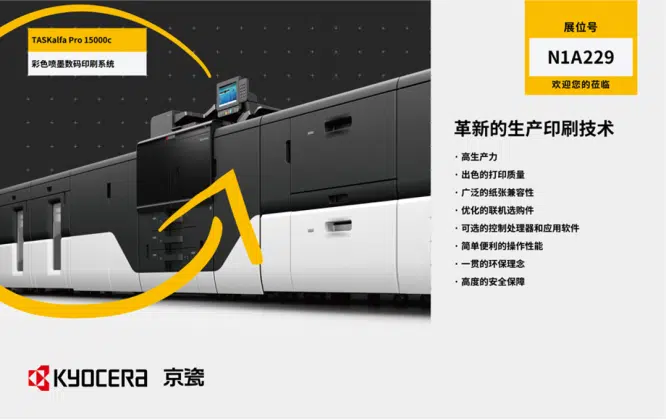 TASKalfa Pro 15000c
彩色喷墨数码印刷系统
展位号
N1A229
欢迎您的莅临
革新的生产印刷技术
· 高生产力
· 出色的打印质量
· 广泛的纸张兼容性
· 优化的联机选购件
· 可选的控制处理器和应用软件
· 简单便利的操作性能
· 一贯的环保理念
· 高度的安全保障
KYOCERA 京瓷